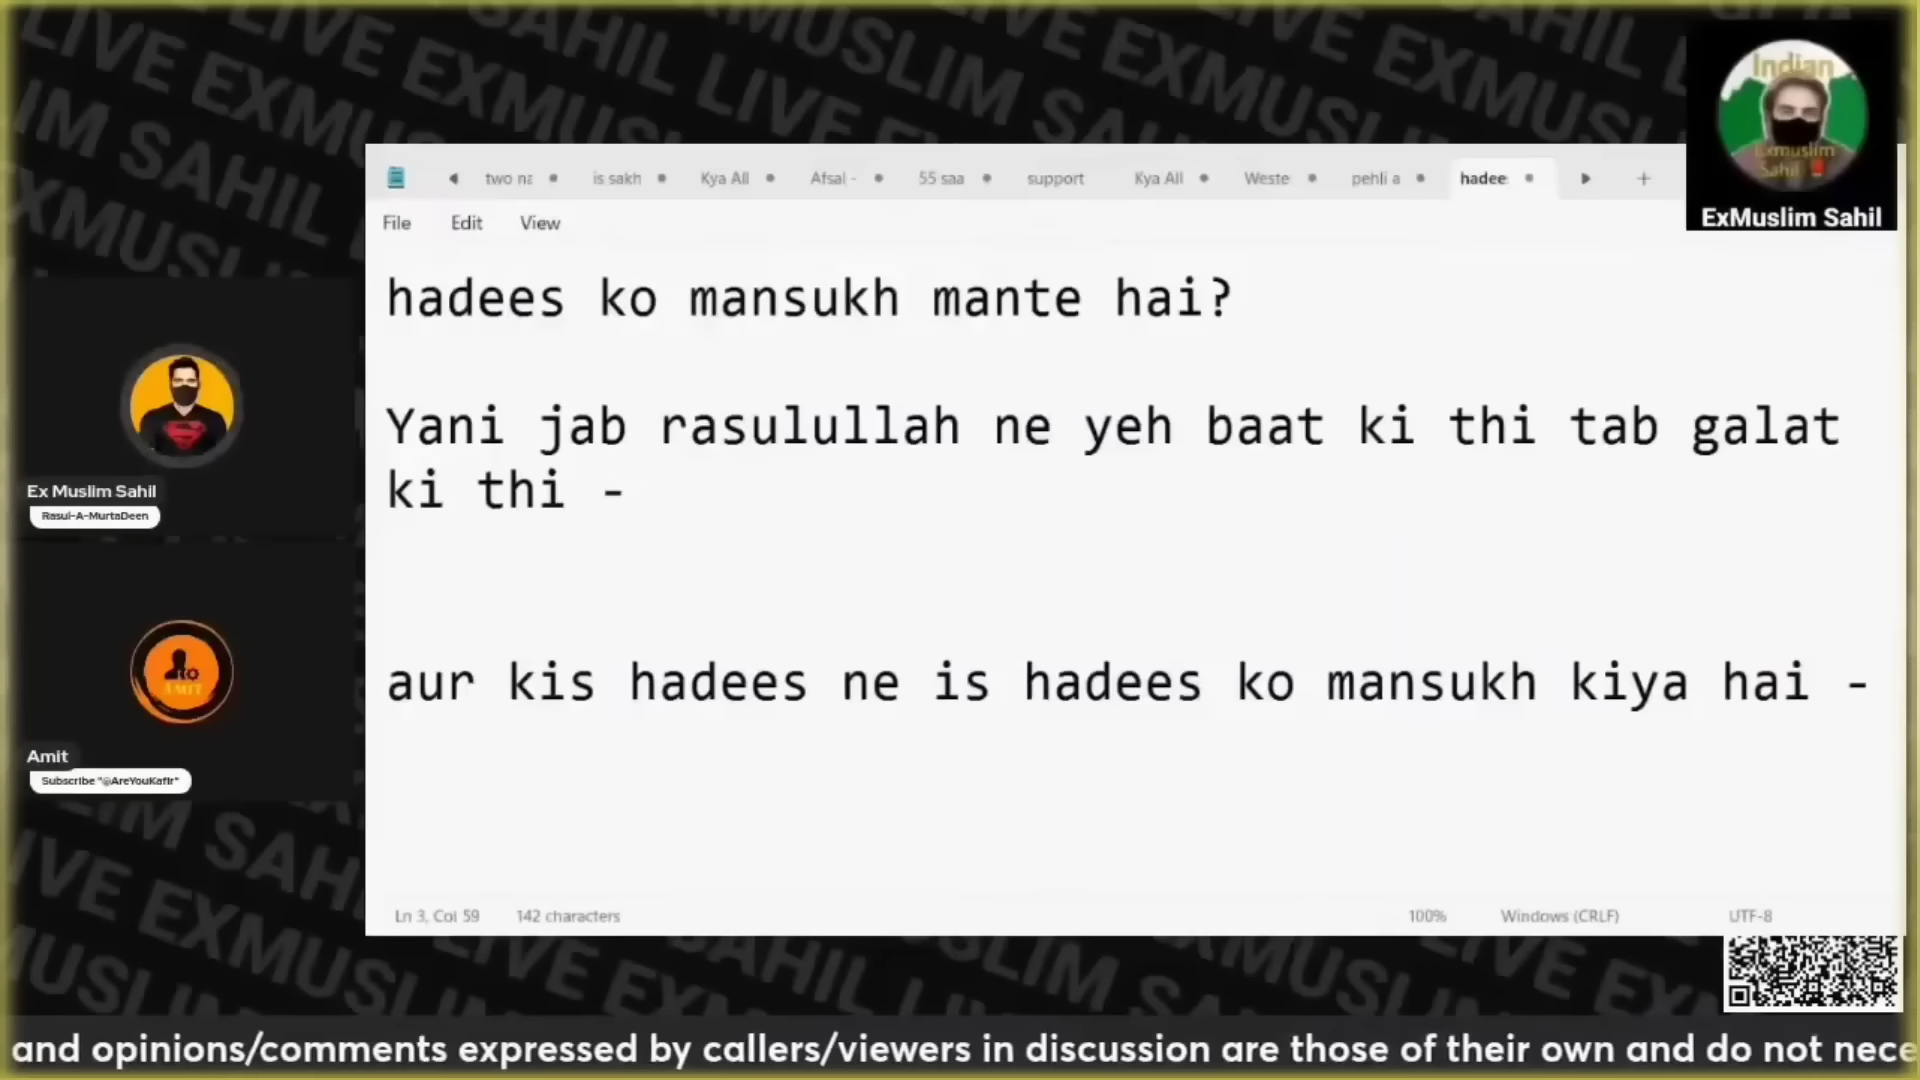 two na
is sakh
Kya All
Afsal -
55 saa
support
Kya All
Weste
pehli a
hadee
+
Indian
Exmuslim
Sahil
ExMuslim Sahil
File
Edit
View
hadees ko mansukh mante hai?
Yani jab rasulullah ne yeh baat ki thi tab galat
ki thi -
aur kis hadees ne is hadees ko mansukh kiya hai -
Ex Muslim Sahil
Rasul-A-MurtaDeen
AMIT
Amit
Subscribe "@AreYouKafir"
Ln 3, Col 59
142 characters
100%
Windows (CRLF)
UTF-8
and opinions/comments expressed by callers/viewers in discussion are those of their own and do not nece